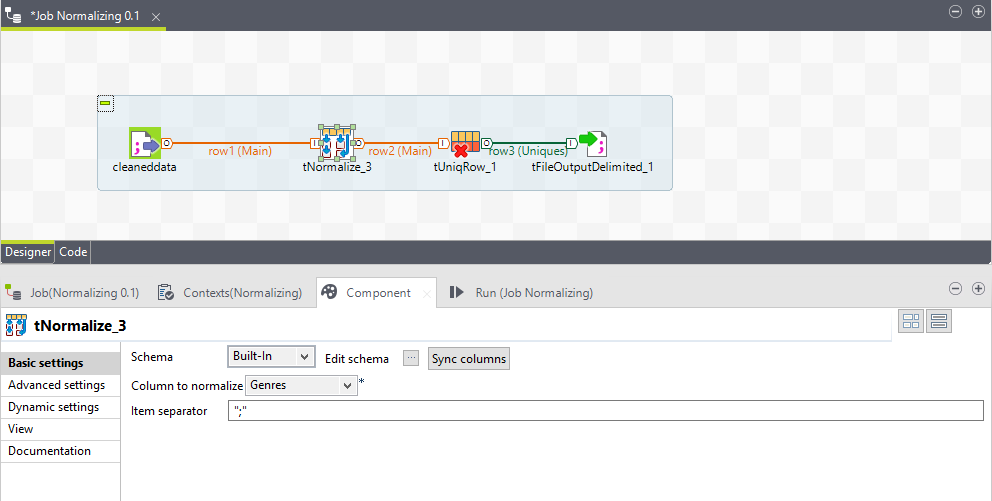 *Job Normalizing 0.1
row1 (Main)
row2 (Main)
row3 (Uniques)
cleaneddata
tNormalize_3
tUniqRow_1
tFileOutputDelimited_1
Designer
Code
Job(Normalizing 0.1)
Contexts(Normalizing)
Component
Run (Job Normalizing)
tNormalize_3
Basic settings
Advanced settings
Dynamic settings
View
Documentation
Schema
Built-In
Edit schema
...
Sync columns
Column to normalize
Genres
*
Item separator
";"